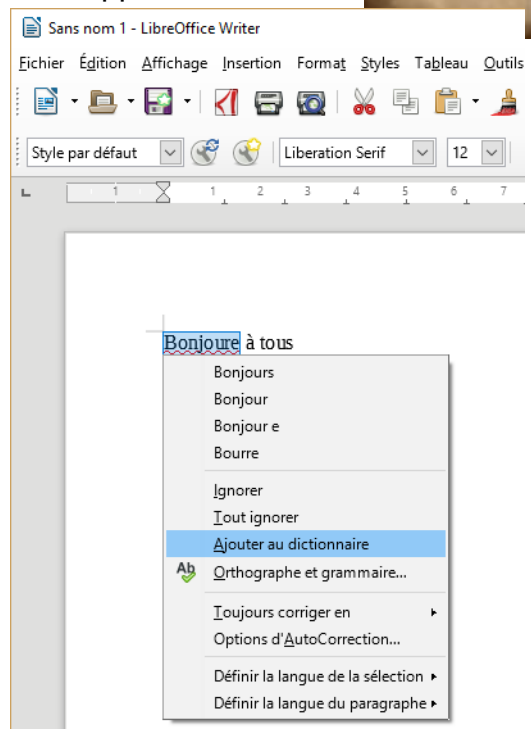 Sans nom 1 - LibreOffice Writer
Fichier Édition Affichage Insertion Format Styles Tableau Outils
Style par défaut Liberation Serif 12
1 1 2 3 4 5 6 7
Bonjoure à tous
Bonjours
Bonjour
Bonjour e
Bourre
Ignorer
Tout ignorer
Ajouter au dictionnaire
Ab Orthographe et grammaire...
Toujours corriger en
Options d'AutoCorrection...
Définir la langue de la sélection
Définir la langue du paragraphe